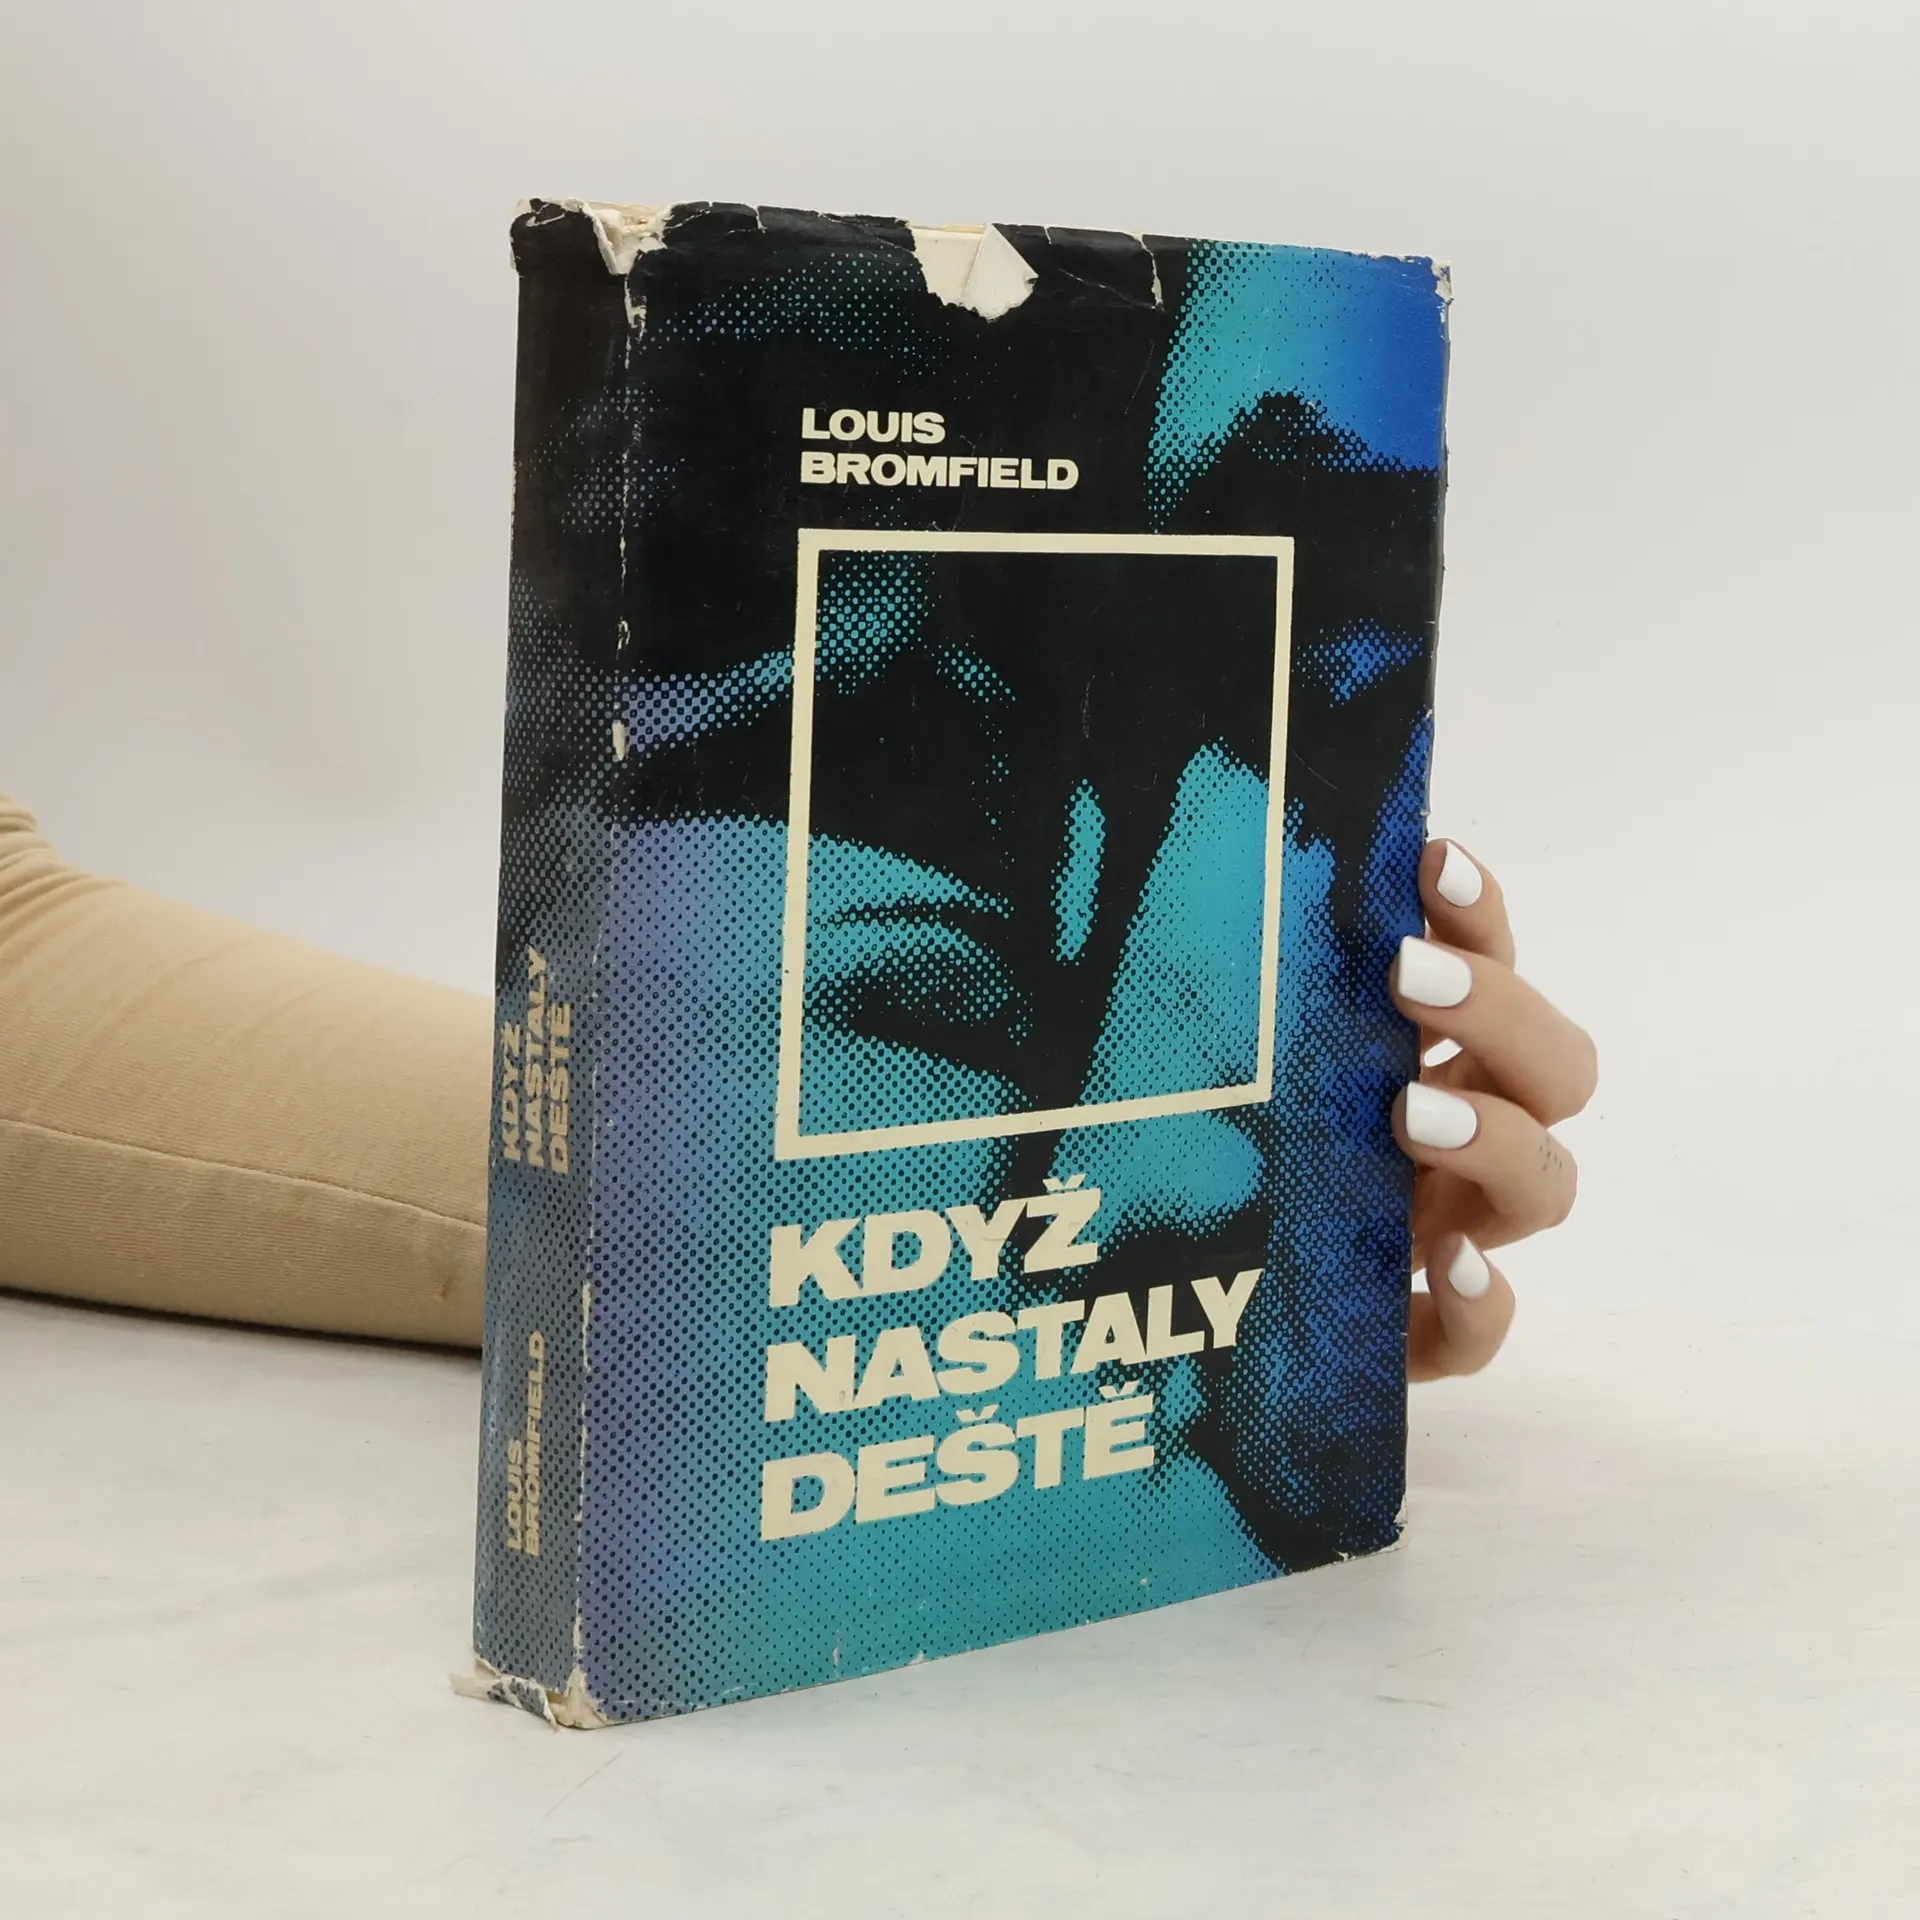 LOUIS
BROMFIELD
KDYŽ
NASTALY
DEŠTĚ
KDYŽ
NASTALY
DEŠTĚ
LOUIS
BROMFIELD